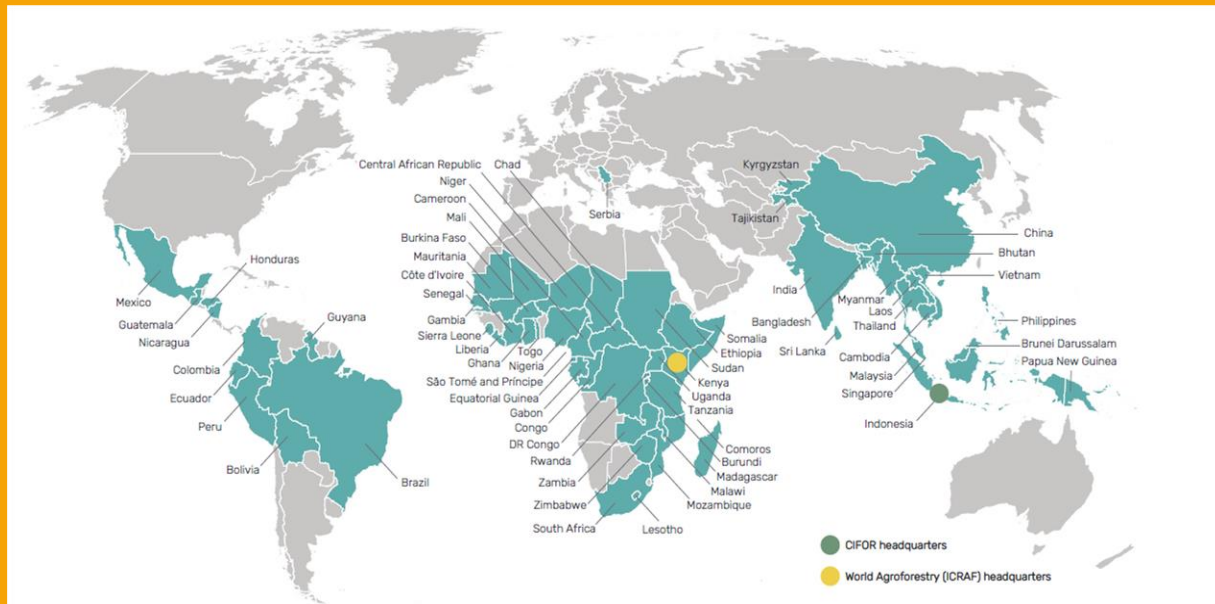 Central African Republic
Chad
Niger
Cameroon
Mali
Burkina Faso
Mauritania
Côte d'Ivoire
Senegal
Gambia
Sierra Leone
Liberia
Ghana
Togo
Nigeria
São Tomé and Príncipe
Equatorial Guinea
Gabon
Congo
DR Congo
Rwanda
Zambia
Zimbabwe
South Africa
Lesotho
Mozambique
Malawi
Madagascar
Burundi
Comoros
Tanzania
Uganda
Kenya
Sudan
Ethiopia
Somalia
Serbia
Kyrgyzstan
Tajikistan
China
Bhutan
Vietnam
India
Myanmar
Laos
Thailand
Bangladesh
Sri Lanka
Philippines
Brunei Darussalam
Papua New Guinea
Cambodia
Malaysia
Singapore
Indonesia
Honduras
Mexico
Guatemala
Nicaragua
Guyana
Colombia
Ecuador
Peru
Bolivia
Brazil
CIFOR headquarters
World Agroforestry (ICRAF) headquarters